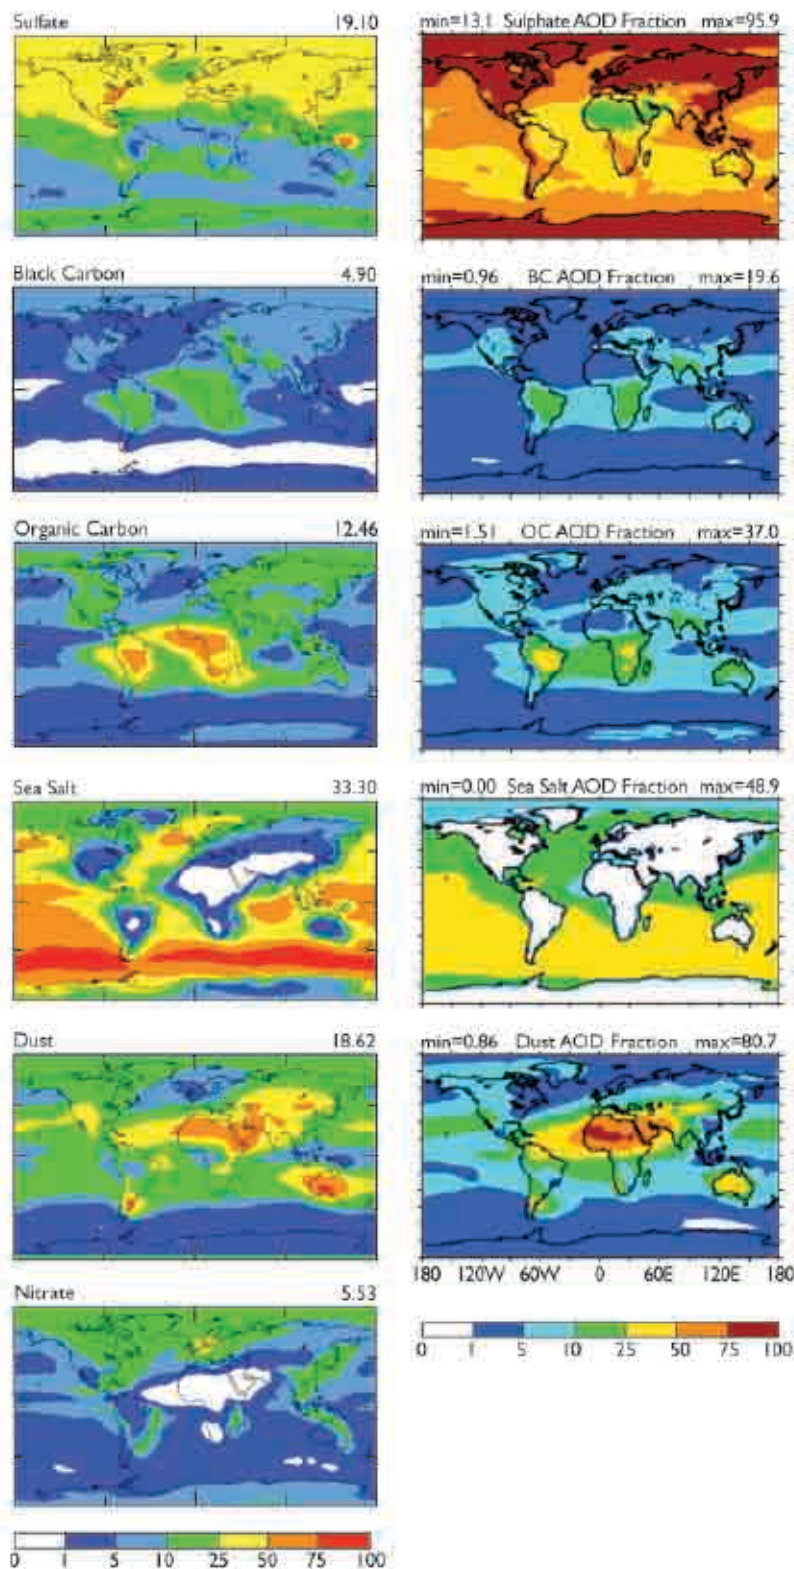 Sulfate 19.10
min=13.1 Sulphate AOD Fraction max=95.9
Black Carbon 4.90
min=0.96 BC AOD Fraction max=19.6
Organic Carbon 12.46
min=1.51 OC AOD Fraction max=37.0
Sea Salt 33.30
min=0.00 Sea Salt AOD Fraction max=48.9
Dust 18.62
min=0.86 Dust AOD Fraction max=80.7
180 120W 60W 0 60E 120E 180
Nitrate 5.53
0 1 5 10 25 50 75 100
0 1 5 10 25 50 75 100